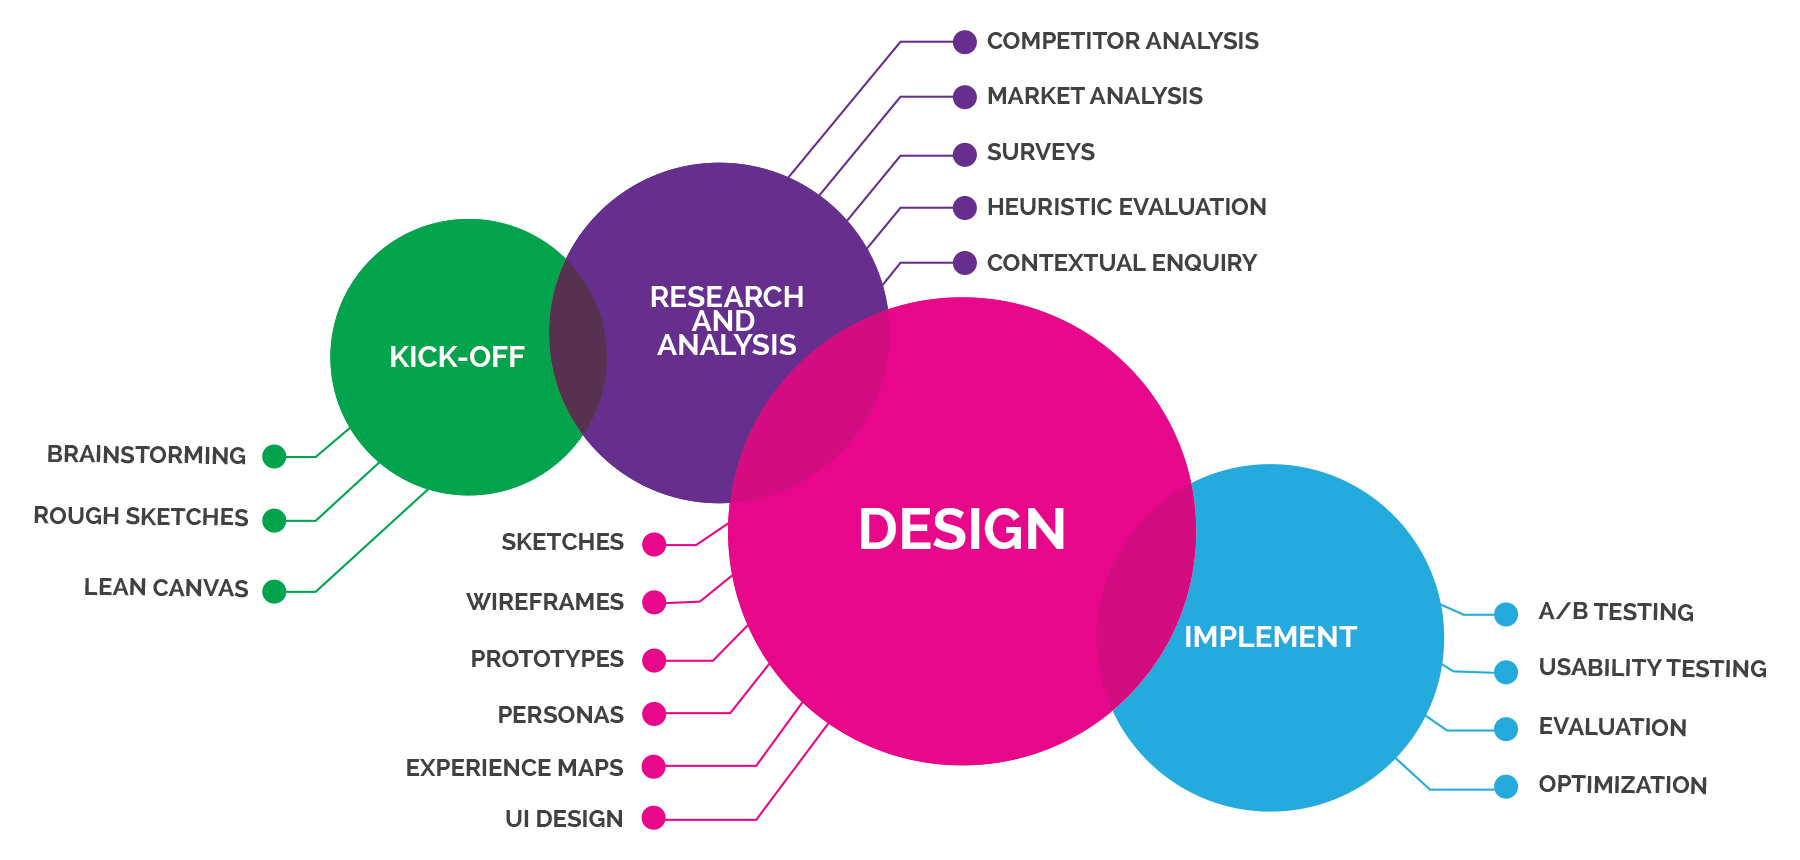 COMPETITOR ANALYSIS
MARKET ANALYSIS
SURVEYS
HEURISTIC EVALUATION
CONTEXTUAL ENQUIRY
RESEARCH
AND
ANALYSIS
KICK-OFF
BRAINSTORMING
ROUGH SKETCHES
LEAN CANVAS
DESIGN
SKETCHES
WIREFRAMES
PROTOTYPES
PERSONAS
EXPERIENCE MAPS
UI DESIGN
IMPLEMENT
A/B TESTING
USABILITY TESTING
EVALUATION
OPTIMIZATION